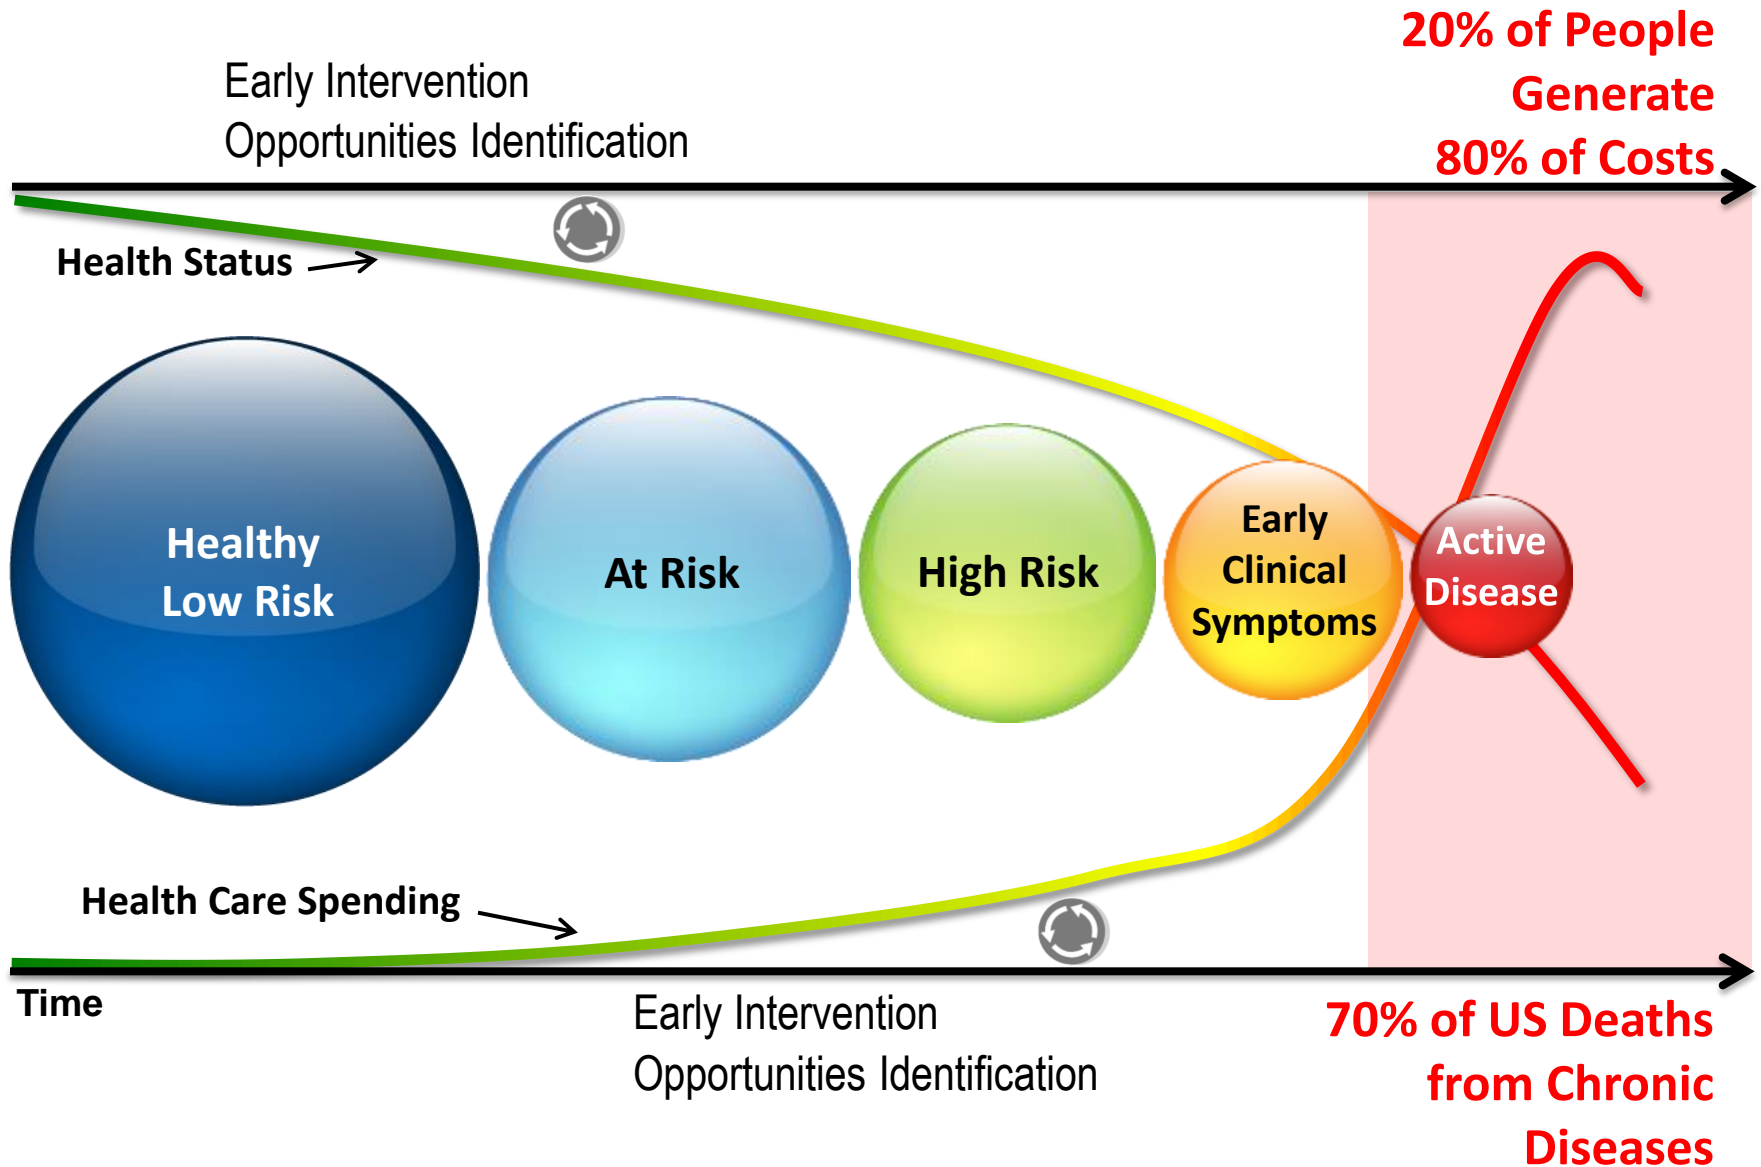 20% of People
Generate
80% of Costs
Early Intervention
Opportunities Identification
Health Status
Healthy
Low Risk
At Risk
High Risk
Early
Clinical
Symptoms
Active
Disease
Health Care Spending
Time
Early Intervention
Opportunities Identification
70% of US Deaths
from Chronic
Diseases